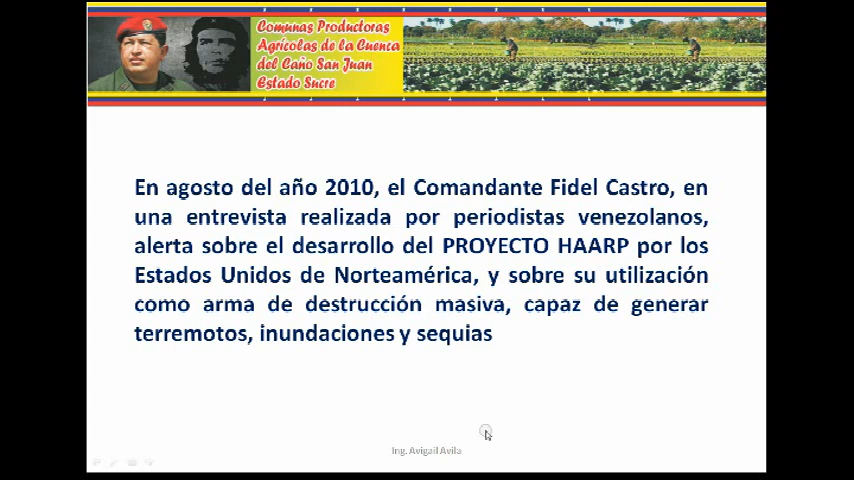 Comunas Productoras
Agrícolas de la Cuenca
del Caño San Juan
Estado Sucre
En agosto del año 2010, el Comandante Fidel Castro, en
una entrevista realizada por periodistas venezolanos,
alerta sobre el desarrollo del PROYECTO HAARP por los
Estados Unidos de Norteamérica, y sobre su utilización
como arma de destrucción masiva, capaz de generar
terremotos, inundaciones y sequias
Ing. Avigail Avila